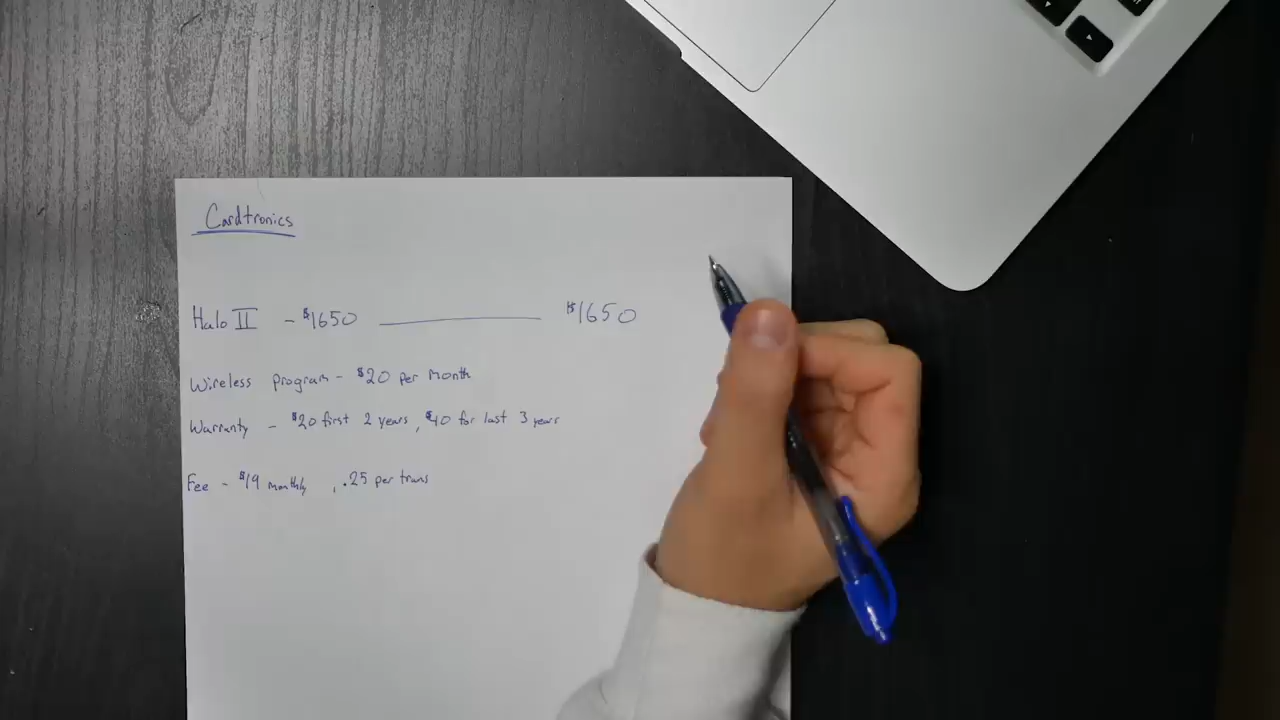 Cardtronics
Halo II - $1650 $1650
Wireless program - $20 per month
Warranty - $20 first 2 years, $40 for last 3 years
Fee - $19 monthly, .25 per trans